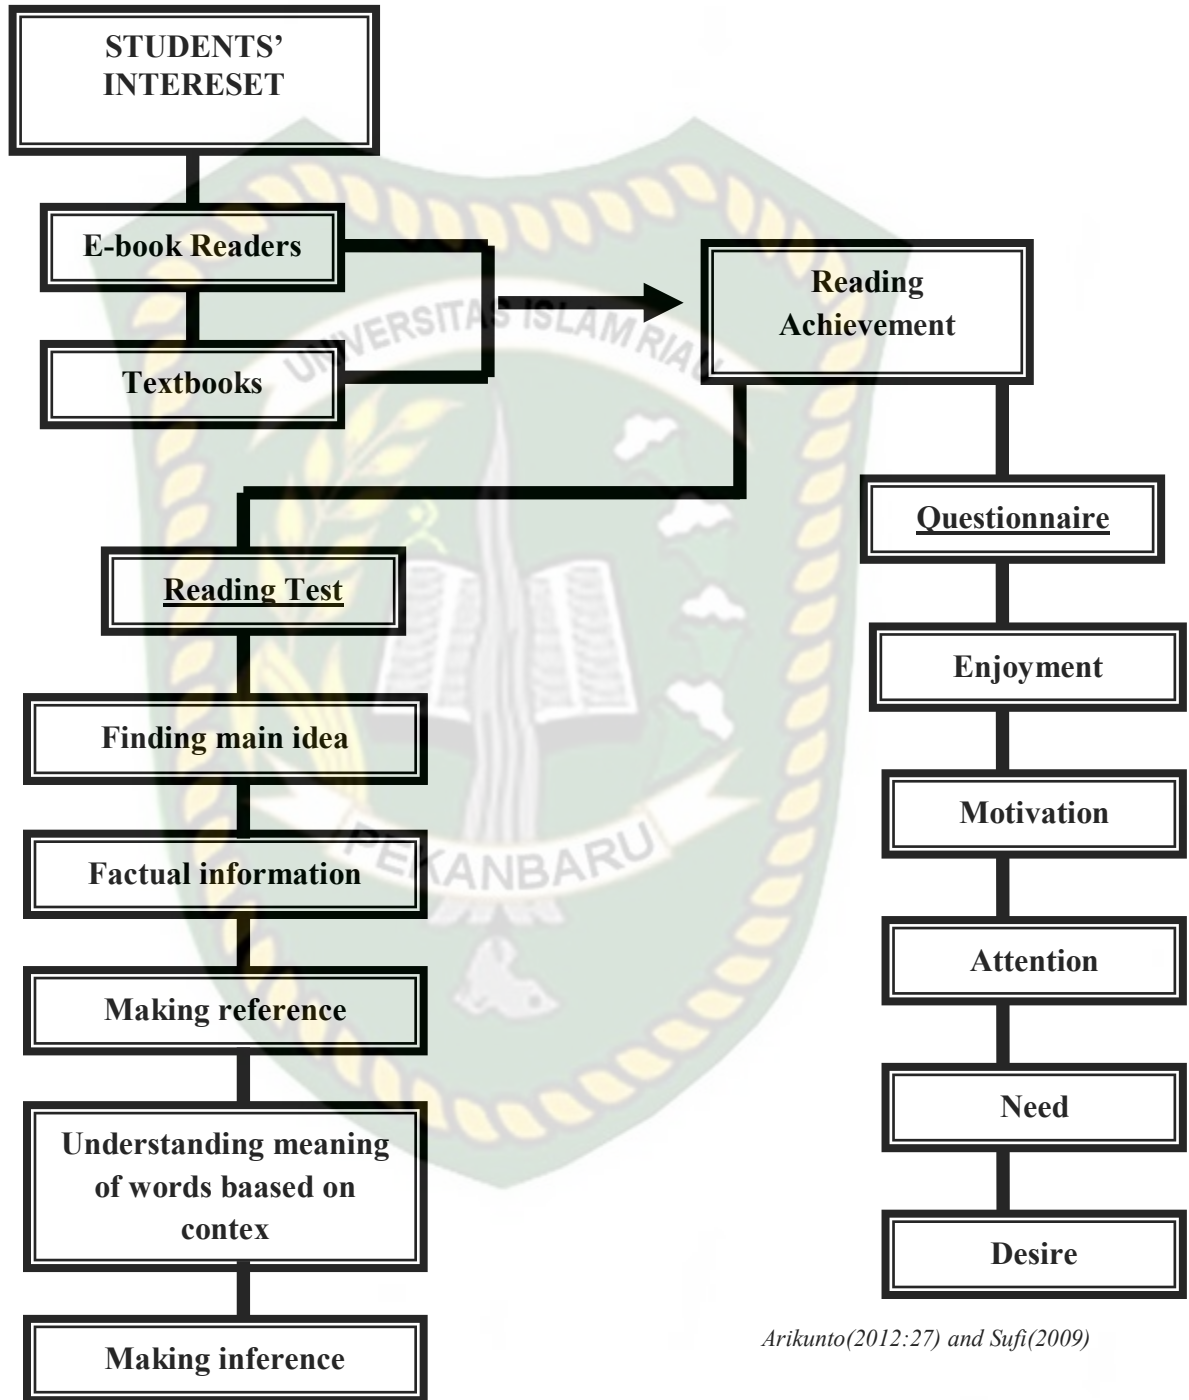 STUDENTS’
INTERESET
E-book Readers
Textbooks
Reading
Achievement
UNIVERSITAS ISLAM RIAU
PEKANBARU
Reading Test
Finding main idea
Factual information
Making reference
Understanding meaning
of words baased on
contex
Making inference
Questionnaire
Enjoyment
Motivation
Attention
Need
Desire
Arikunto(2012:27) and Sufi(2009)